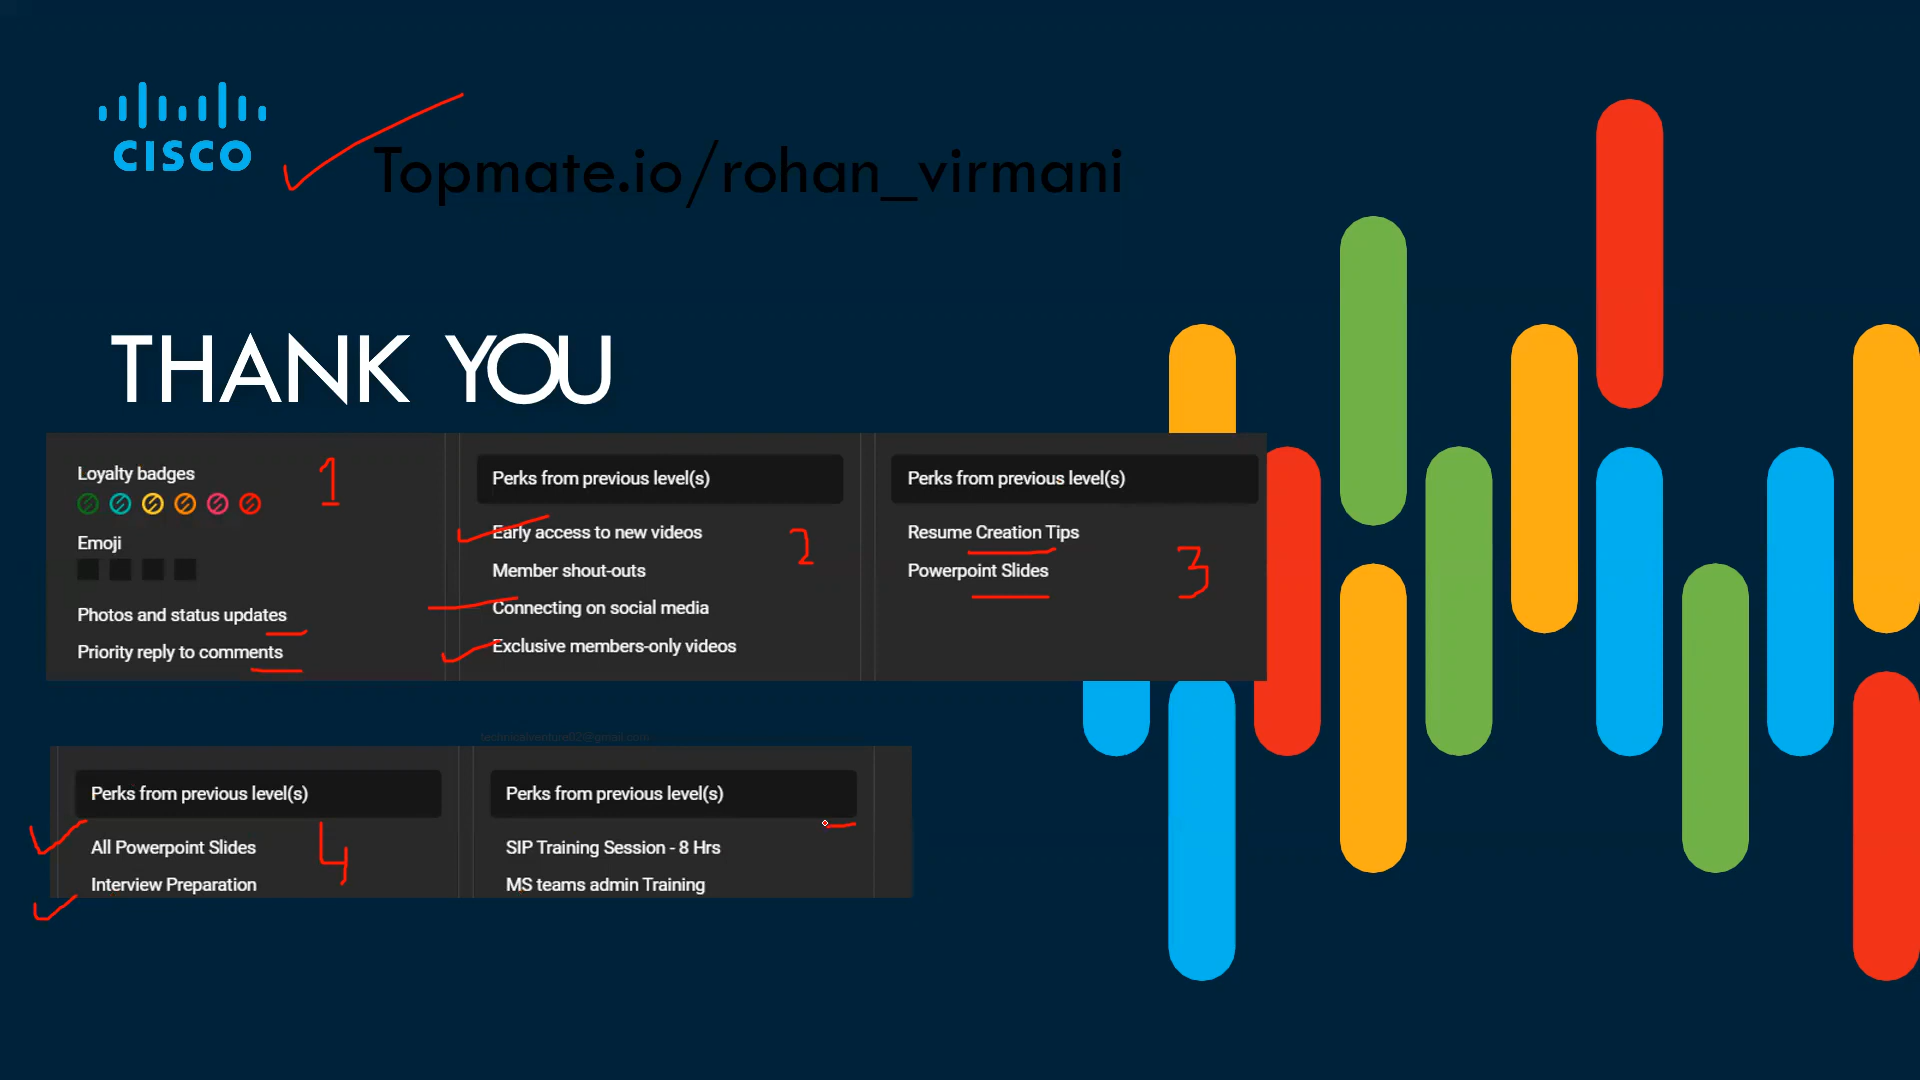 CISCO
Topmate.io/rohan_virmani
THANK YOU
Loyalty badges
1
Emoji
Photos and status updates
Priority reply to comments
Perks from previous level(s)
Early access to new videos
2
Member shout-outs
Connecting on social media
Exclusive members-only videos
Perks from previous level(s)
Resume Creation Tips
Powerpoint Slides
3
technicalventure02@gmail.com
Perks from previous level(s)
All Powerpoint Slides
4
Interview Preparation
Perks from previous level(s)
SIP Training Session - 8 Hrs
MS teams admin Training